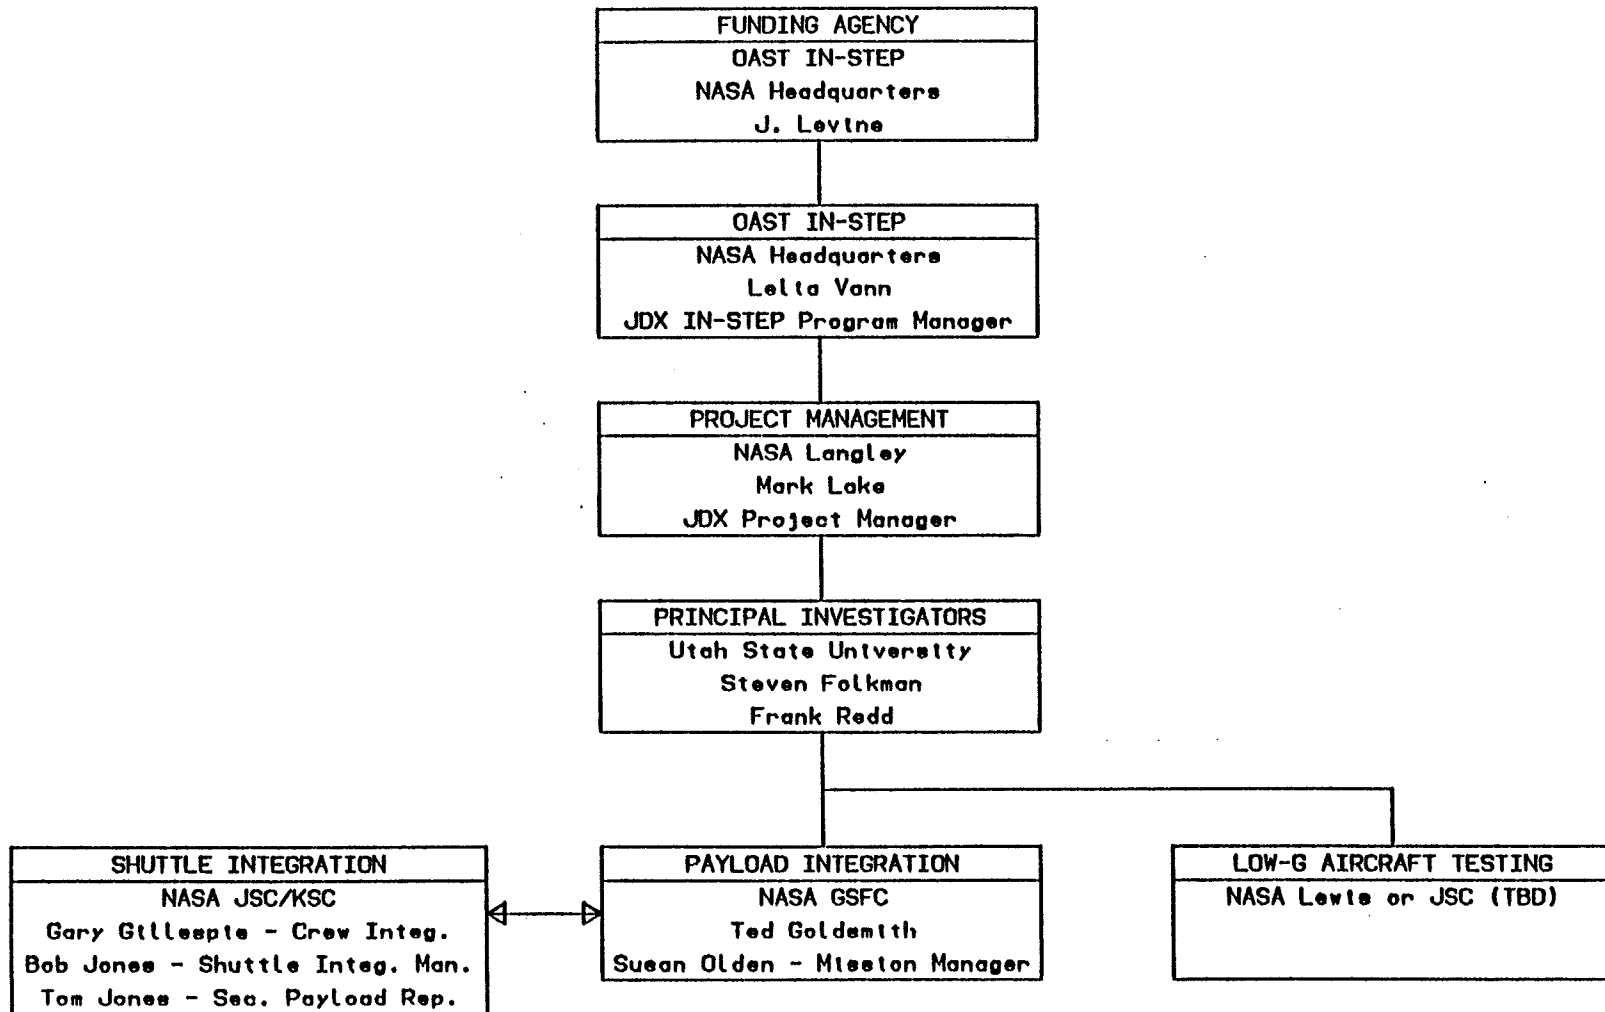 FUNDING AGENCY
OAST IN-STEP
NASA Headquarters
J. Levine
OAST IN-STEP
NASA Headquarters
Lelia Vann
JDX IN-STEP Program Manager
PROJECT MANAGEMENT
NASA Langley
Mark Lake
JDX Project Manager
PRINCIPAL INVESTIGATORS
Utah State University
Steven Folkman
Frank Redd
SHUTTLE INTEGRATION
NASA JSC/KSC
Gary Gillespie - Crew Integ.
Bob Jones - Shuttle Integ. Man.
Tom Jones - Sec. Payload Rep.
PAYLOAD INTEGRATION
NASA GSFC
Ted Goldsmith
Susan Olden - Mission Manager
LOW-G AIRCRAFT TESTING
NASA Lewis or JSC (TBD)